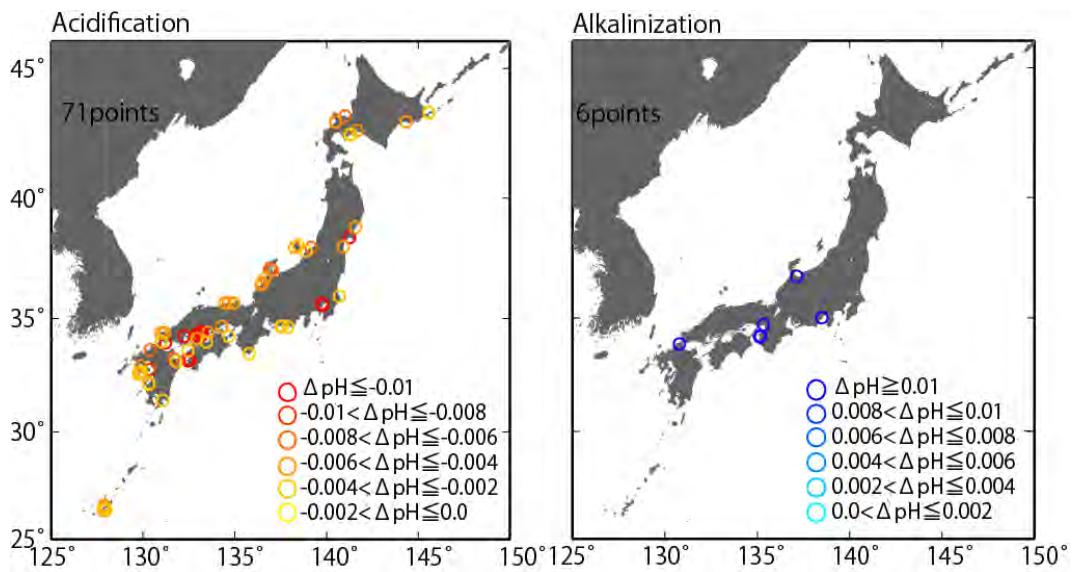 Acidification
45°
71points
40°
35°
ΔpH≦-0.01
-0.01<ΔpH≦-0.008
-0.008<ΔpH≦-0.006
30°
-0.006<ΔpH≦-0.004
-0.004<ΔpH≦-0.002
-0.002<ΔpH≦0.0
25°
125° 130° 135° 140° 145° 150°
Alkalinization
6points
ΔpH≧0.01
0.008<ΔpH≦0.01
0.006<ΔpH≦0.008
0.004<ΔpH≦0.006
0.002<ΔpH≦0.004
0.0<ΔpH≦0.002
125° 130° 135° 140° 145° 150°